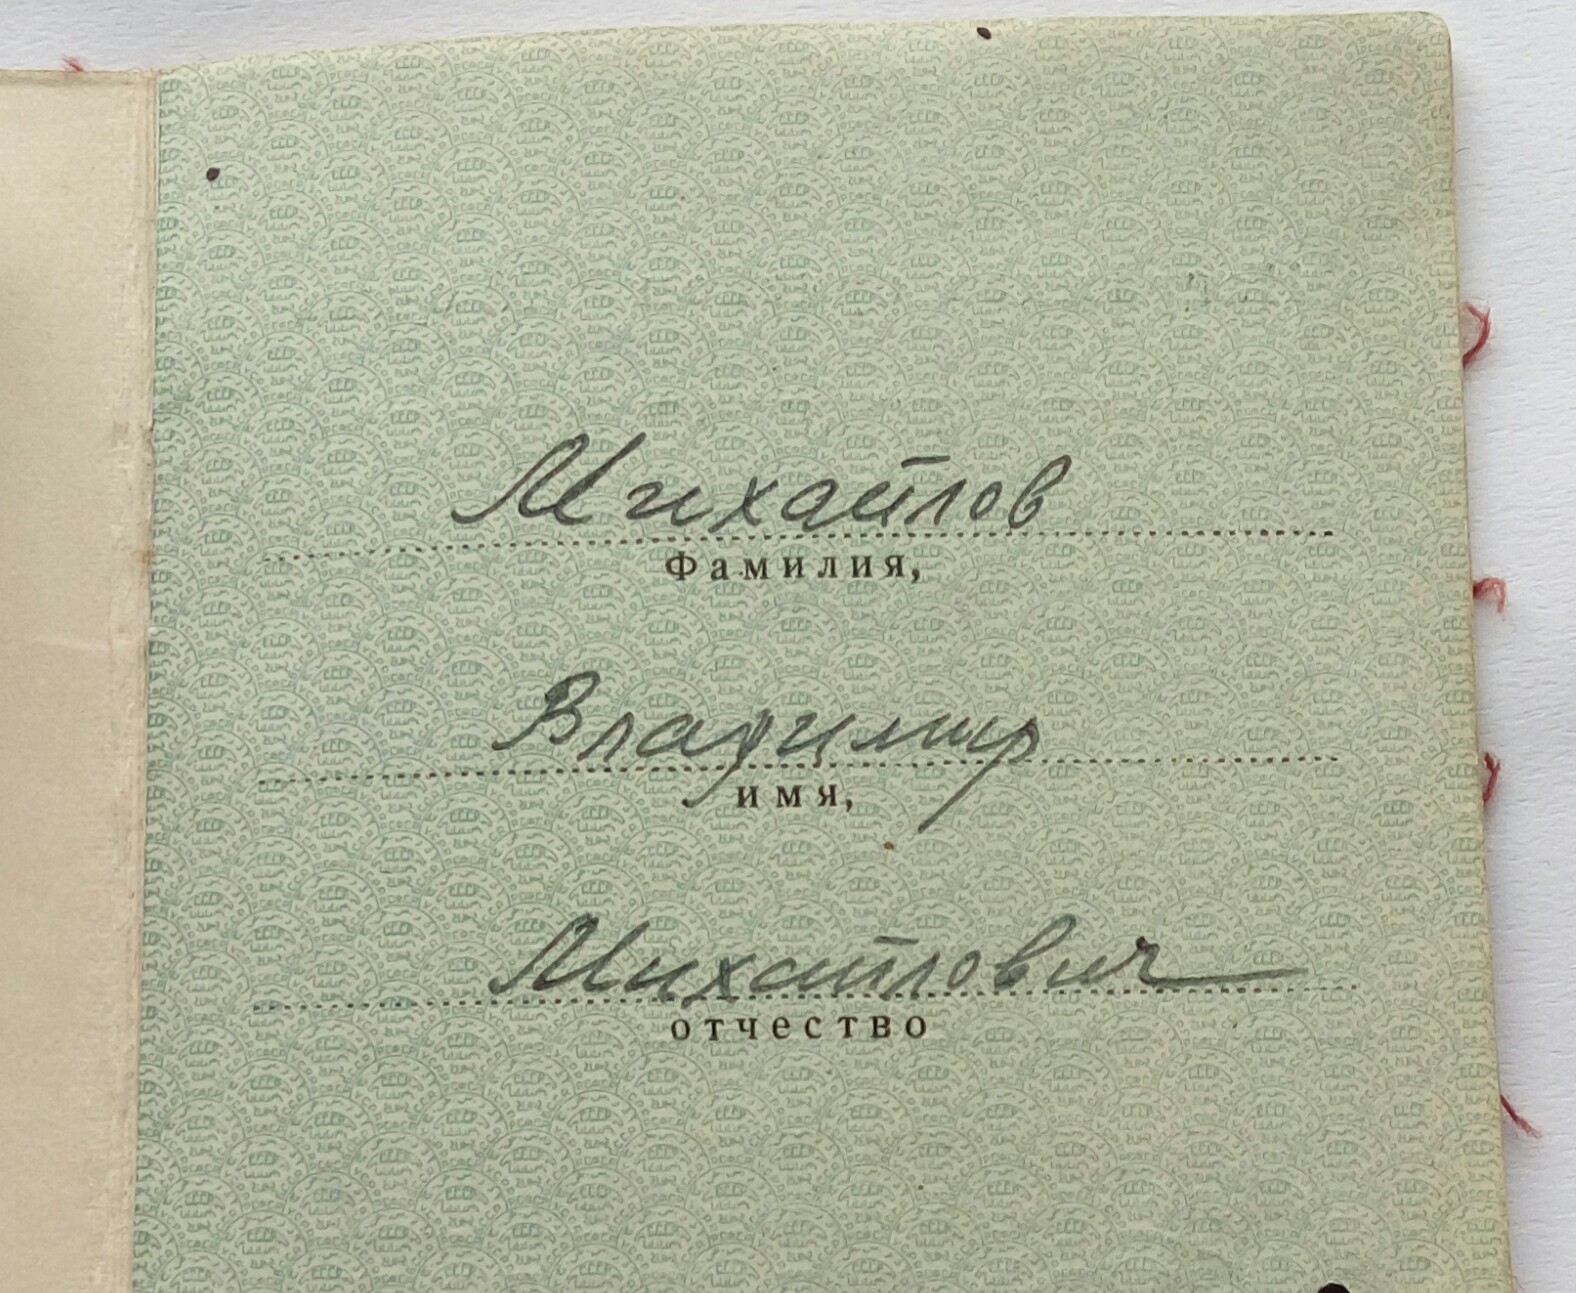 Михайлов
Фамилия,
Владимир
имя,
Михайлович
отчество